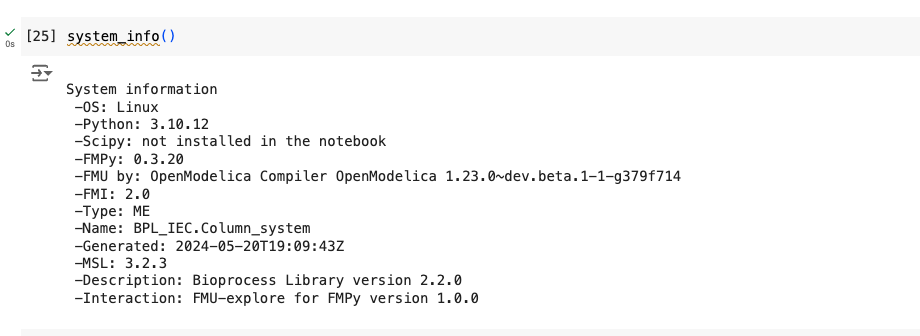 [25] system_info()
0s
System information
-OS: Linux
-Python: 3.10.12
-Scipy: not installed in the notebook
-FMPy: 0.3.20
-FMU by: OpenModelica Compiler OpenModelica 1.23.0~dev.beta.1-1-g379f714
-FMI: 2.0
-Type: ME
-Name: BPL_IEC.Column_system
-Generated: 2024-05-20T19:09:43Z
-MSL: 3.2.3
-Description: Bioprocess Library version 2.2.0
-Interaction: FMU-explore for FMPy version 1.0.0